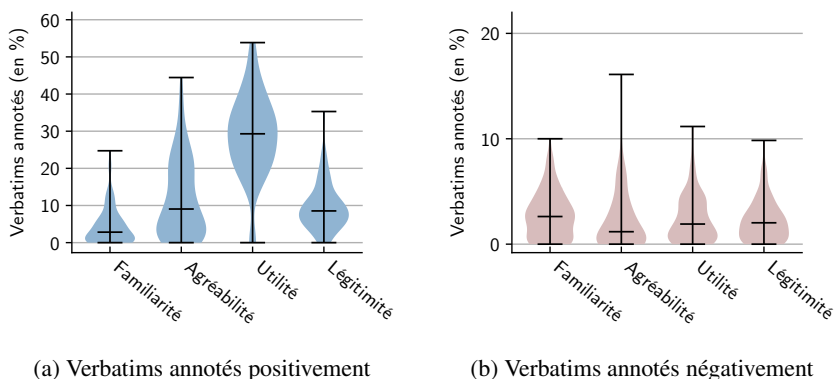 Verbatims annotés (en %)
60
50
40
30
20
10
0
Familiarité
Agréabilité
Utilité
Légitimité
(a) Verbatims annotés positivement
Verbatims annotés (en %)
20
10
0
Familiarité
Agréabilité
Utilité
Légitimité
(b) Verbatims annotés négativement